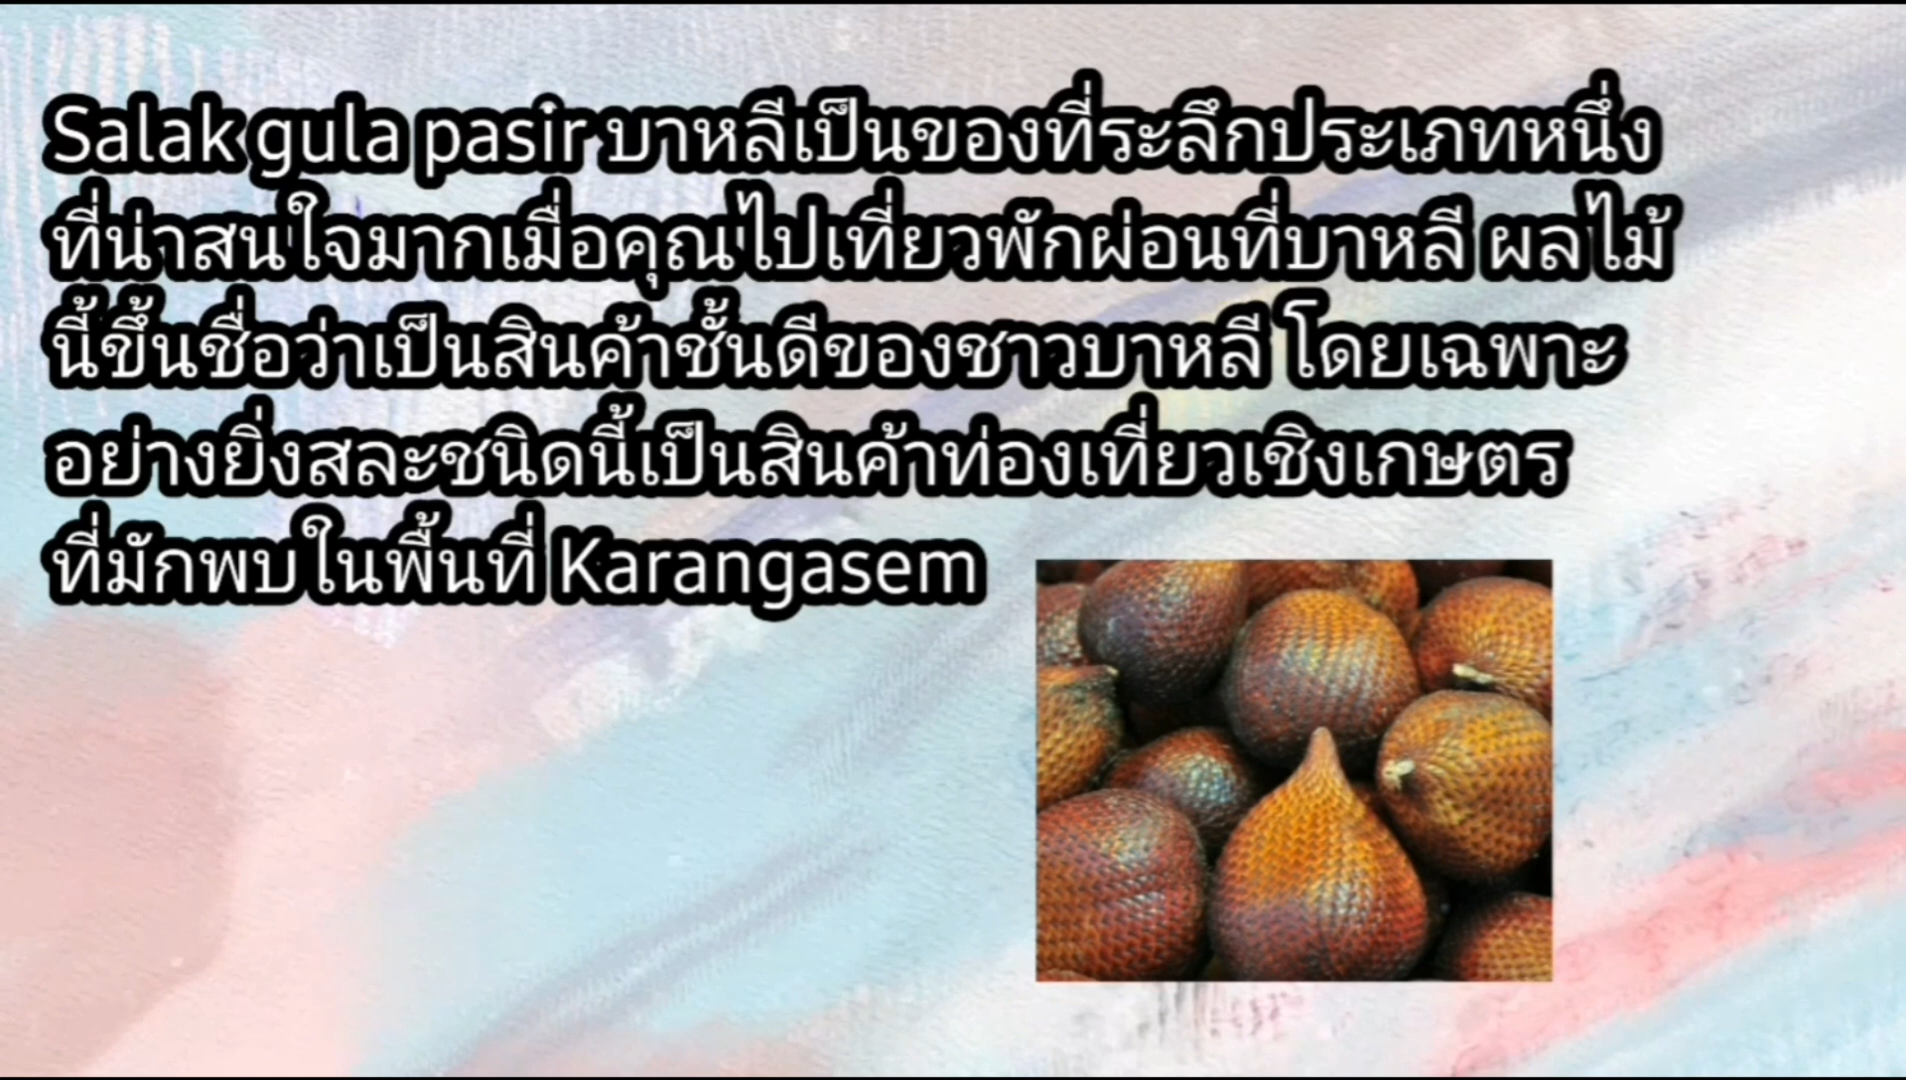 Salak gula pasir บาหลีเป็นของที่ระลึกประเภทหนึ่ง
ที่น่าสนใจมากเมื่อคุณไปเที่ยวพักผ่อนที่บาหลี ผลไม้
นี้ขึ้นชื่อว่าเป็นสินค้าชั้นดีของชาวบาหลี โดยเฉพาะ
อย่างยิ่งสละชนิดนี้เป็นสินค้าท่องเที่ยวเชิงเกษตร
ที่มักพบในพื้นที่ Karangasem